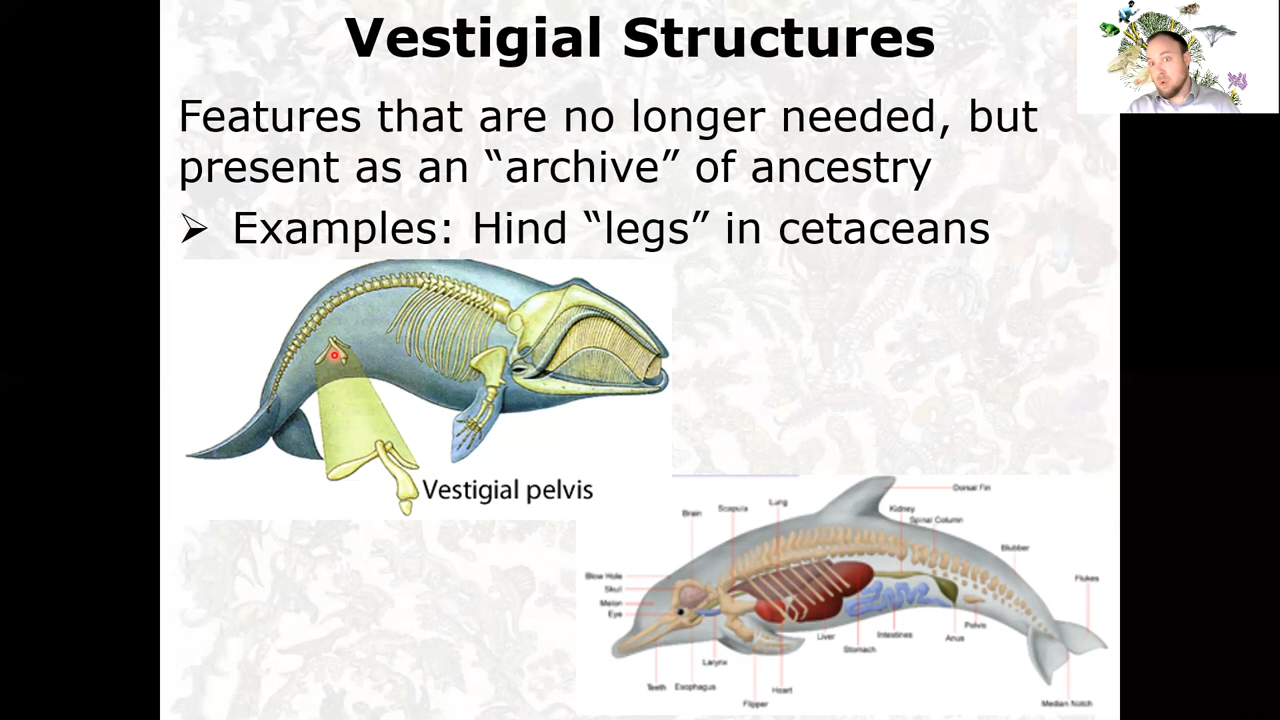 Vestigial Structures
Features that are no longer needed, but
present as an “archive” of ancestry
➢ Examples: Hind “legs” in cetaceans
Vestigial pelvis
Dorsal Fin
Lung
Kidney
Scapula
Brain
Spinal Column
Blubber
Blow Hole
Flukes
Skull
Melon
Eye
Pelvis
Liver
Intestines
Anus
Stomach
Larynx
Teeth
Esophagus
Heart
Flipper
Median Notch